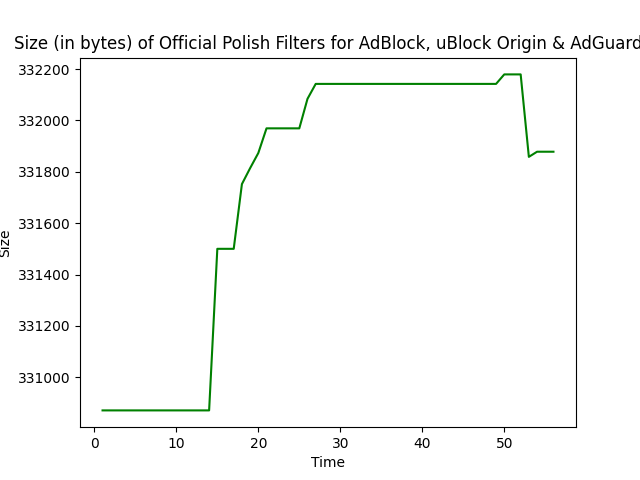 Size (in bytes) of Official Polish Filters for AdBlock, uBlock Origin & AdGuard
332200
332000
331800
331600
Size
331400
331200
331000
0 10 20 30 40 50
Time